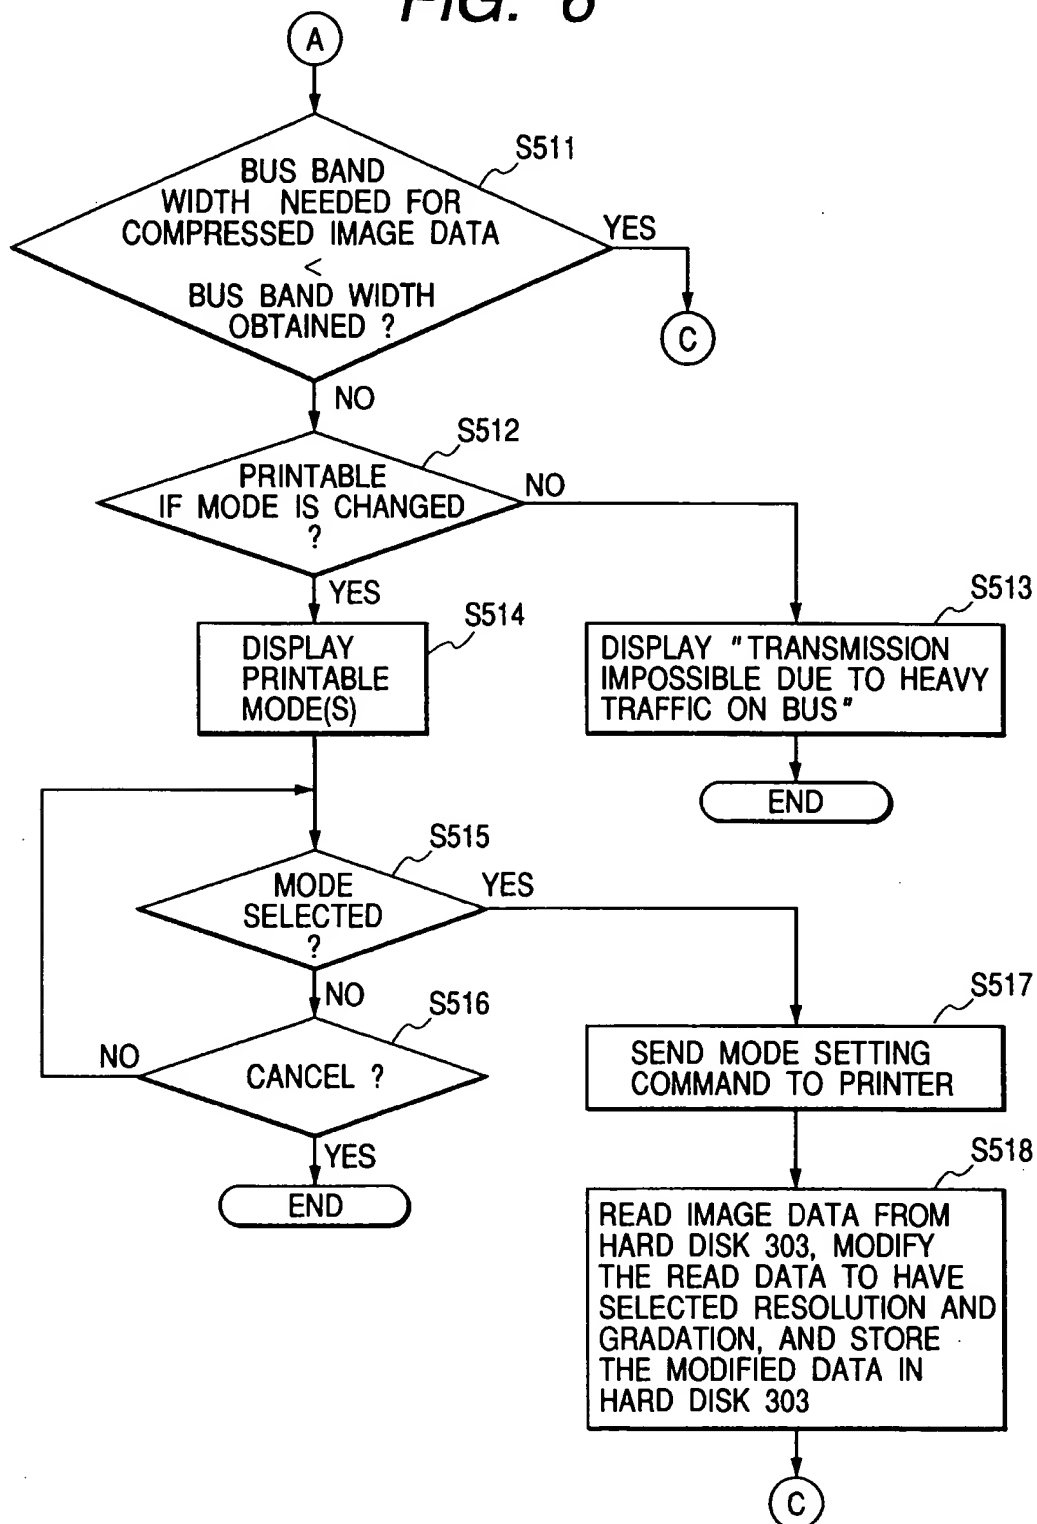 FIG. 6
A
S511
BUS BAND
WIDTH NEEDED FOR
COMPRESSED IMAGE DATA
<
BUS BAND WIDTH
OBTAINED ?
YES
C
NO
S512
PRINTABLE
IF MODE IS CHANGED
?
NO
YES
S514
DISPLAY
PRINTABLE
MODE(S)
S513
DISPLAY "TRANSMISSION
IMPOSSIBLE DUE TO HEAVY
TRAFFIC ON BUS"
END
S515
MODE
SELECTED
?
YES
NO
S516
CANCEL ?
NO
YES
END
S517
SEND MODE SETTING
COMMAND TO PRINTER
S518
READ IMAGE DATA FROM
HARD DISK 303, MODIFY
THE READ DATA TO HAVE
SELECTED RESOLUTION AND
GRADATION, AND STORE
THE MODIFIED DATA IN
HARD DISK 303
C